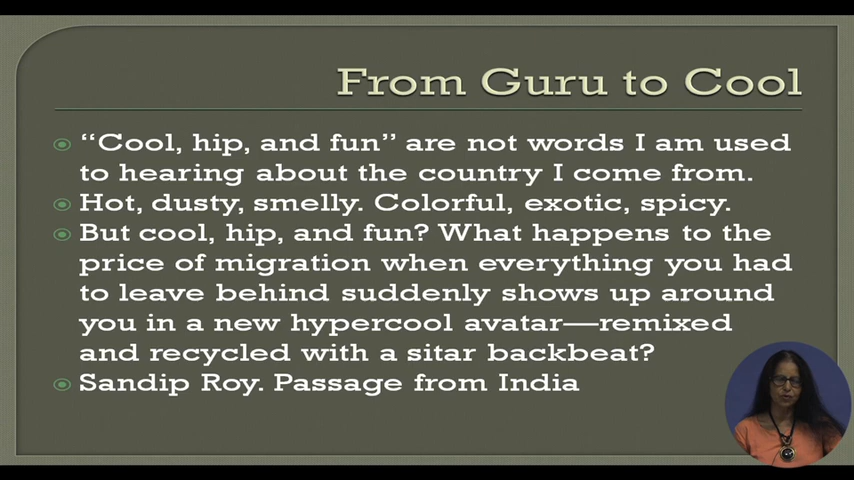 From Guru to Cool
“Cool, hip, and fun” are not words I am used
to hearing about the country I come from.
Hot, dusty, smelly. Colorful, exotic, spicy.
But cool, hip, and fun? What happens to the
price of migration when everything you had
to leave behind suddenly shows up around
you in a new hypercool avatar—remixed
and recycled with a sitar backbeat?
Sandip Roy. Passage from India